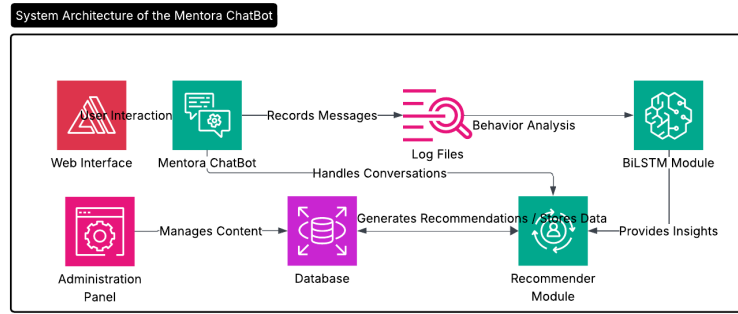 System Architecture of the Mentora ChatBot
User Interaction
Records Messages
Behavior Analysis
Web Interface
Mentora ChatBot
Log Files
BiLSTM Module
Handles Conversations
Manages Content
Generates Recommendations / Stores Data
Provides Insights
Administration
Panel
Database
Recommender
Module